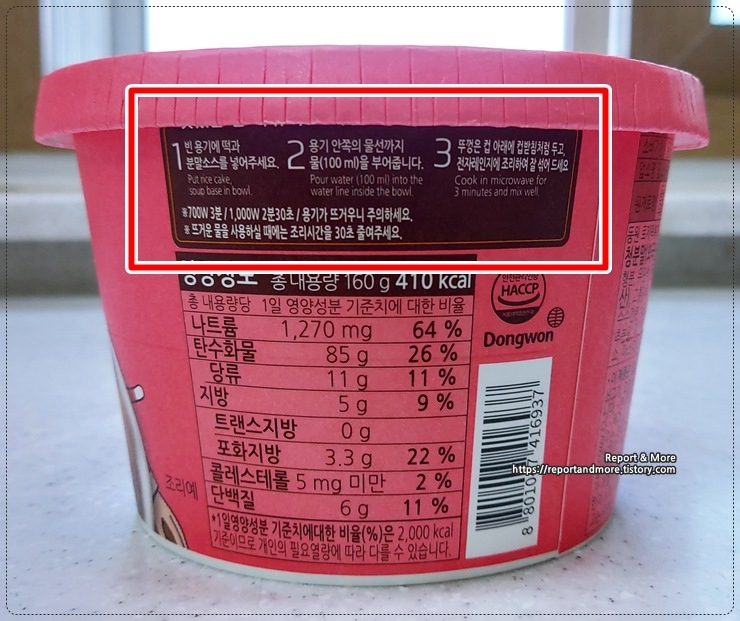 1 빈 용기에 떡과
분말소스를 넣어주세요.
Put rice cake,
soup base in bowl.
2 용기 안쪽의 물선까지
물(100 ml)을 부어줍니다.
Pour water (100 ml) into the
water line inside the bowl.
3 뚜껑은 컵 아래에 컵받침처럼 두고,
전자레인지에 조리하여 잘 섞어 드세요
Cook in microwave for
3 minutes and mix well.
※700W 3분 / 1,000W 2분30초 / 용기가 뜨거우니 주의하세요.
※ 뜨거운 물을 사용하실 때에는 조리시간을 30초 줄여주세요.
영양정보 총 내용량 160 g 410 kcal
총 내용량당 1일 영양성분 기준치에 대한 비율
나트륨 1,270 mg 64 %
탄수화물 85 g 26 %
당류 11 g 11 %
지방 5 g 9 %
트랜스지방 0 g
포화지방 3.3 g 22 %
콜레스테롤 5 mg 미만 2 %
단백질 6 g 11 %
*1일영양성분 기준치에대한 비율(%)은 2,000 kcal
기준이므로 개인의 필요열량에 따라 다를 수 있습니다.
HACCP
Dongwon
8 801047 416937
조리예
Report & More
https://reportandmore.tistory.com